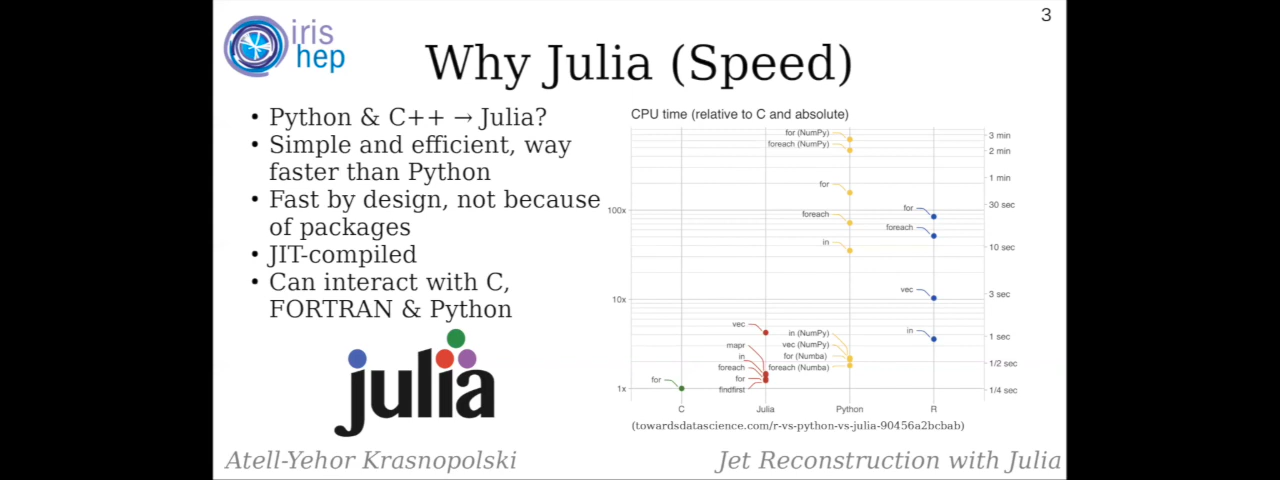 3
iris
hep
Why Julia (Speed)
• Python & C++ → Julia?
• Simple and efficient, way
faster than Python
• Fast by design, not because
of packages
• JIT-compiled
• Can interact with C,
FORTRAN & Python
julia
CPU time (relative to C and absolute)
for (NumPy)
foreach (NumPy)
for
foreach
in
for
foreach
vec
in
vec
mapr
in
foreach
for
findfirst
in (NumPy)
vec (NumPy)
for (Numba)
foreach (Numba)
for
100x
10x
1x
3 min
2 min
1 min
30 sec
10 sec
3 sec
1 sec
1/2 sec
1/4 sec
C Julia Python R
(towardsdatascience.com/r-vs-python-vs-julia-90456a2bcbab)
Atell-Yehor Krasnopolski
Jet Reconstruction with Julia